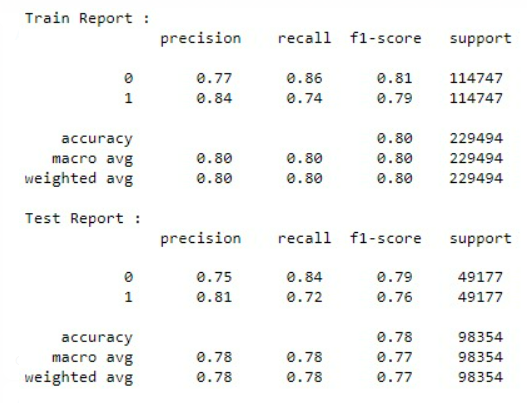 Train Report :
precision recall f1-score support
0 0.77 0.86 0.81 114747
1 0.84 0.74 0.79 114747
accuracy 0.80 229494
macro avg 0.80 0.80 0.80 229494
weighted avg 0.80 0.80 0.80 229494
Test Report :
precision recall f1-score support
0 0.75 0.84 0.79 49177
1 0.81 0.72 0.76 49177
accuracy 0.78 98354
macro avg 0.78 0.78 0.77 98354
weighted avg 0.78 0.78 0.77 98354